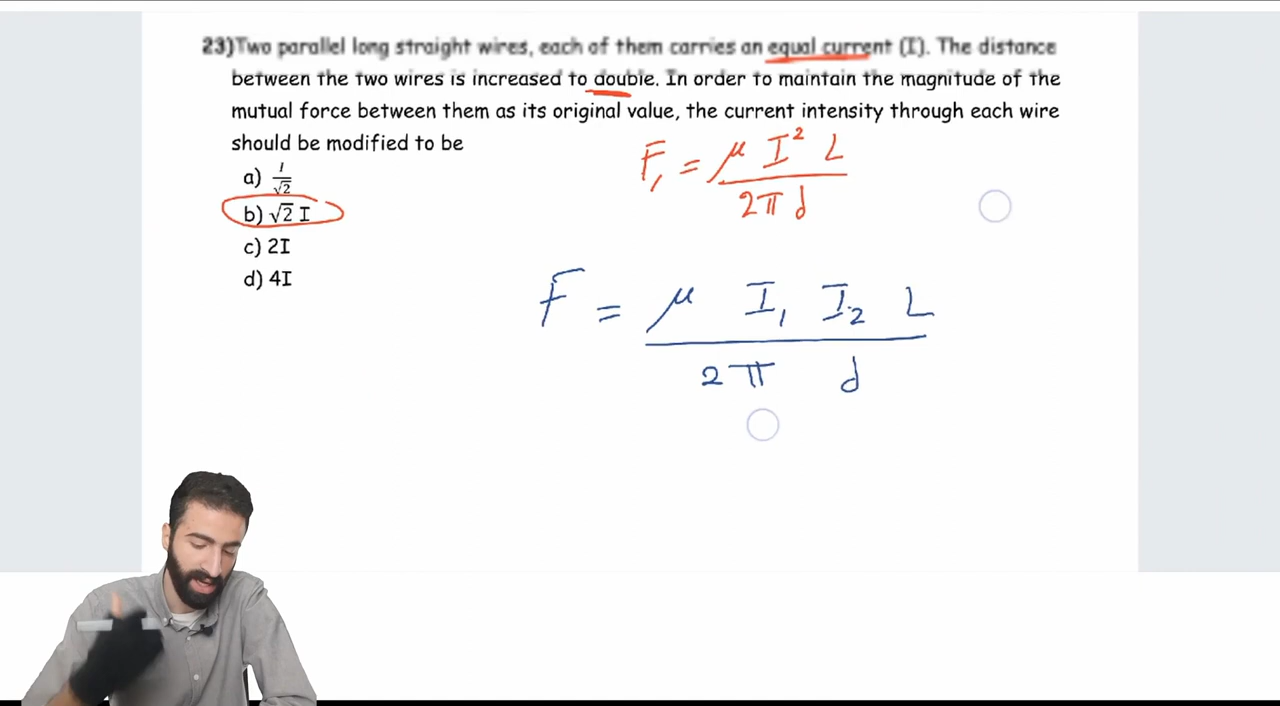 23)Two parallel long straight wires, each of them carries an equal current (I). The distance
between the two wires is increased to double. In order to maintain the magnitude of the
mutual force between them as its original value, the current intensity through each wire
should be modified to be
a) I/√2
b) √2 I
c) 2I
d) 4I
F₁ = μ I² L / 2π d
F = μ I₁ I₂ L / 2π d